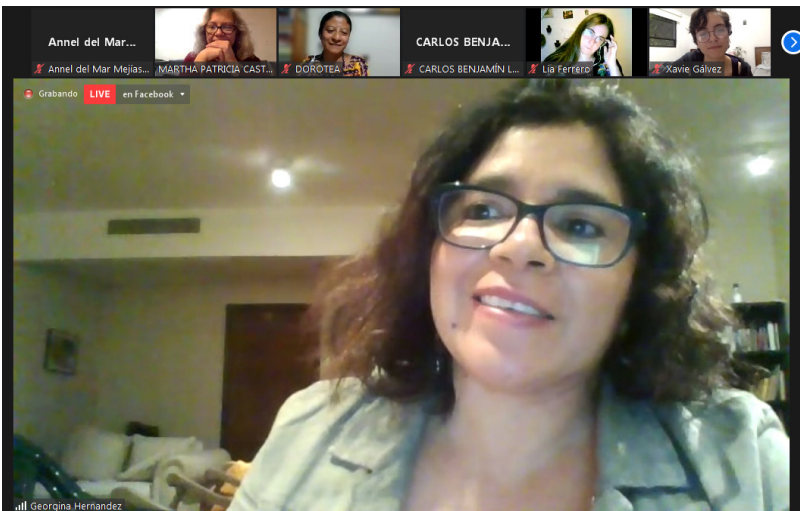 Annel del Mar...
CARLOS BENJA...
Annel del Mar Mejías...
MARTHA PATRICIA CAST...
DOROTEA
CARLOS BENJAMÍN L...
Lia Ferrero
Xavie Gálvez
Grabando
LIVE
en Facebook
Georgina Hernandez